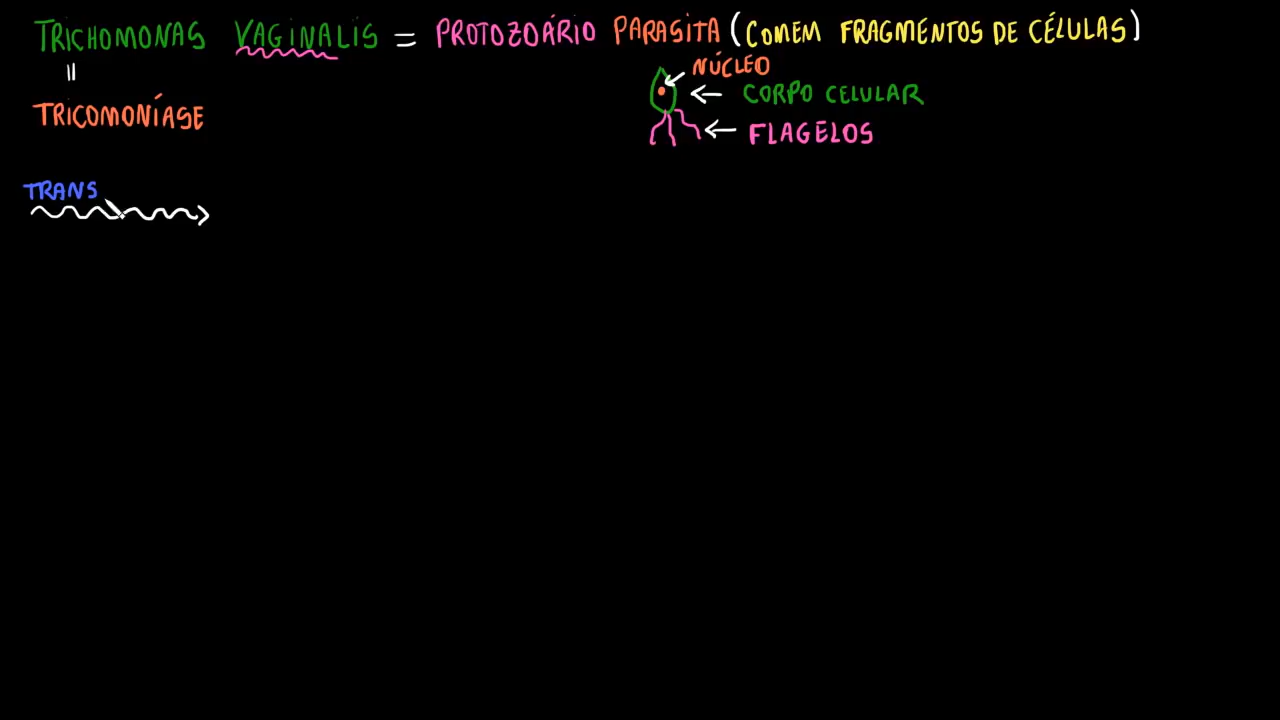 TRICHOMONAS VAGINALIS = PROTOZOÁRIO PARASITA (COMEM FRAGMENTOS DE CÉLULAS)
=
NÚCLEO
CORPO CELULAR
TRICOMONÍASE
FLAGELOS
TRANS